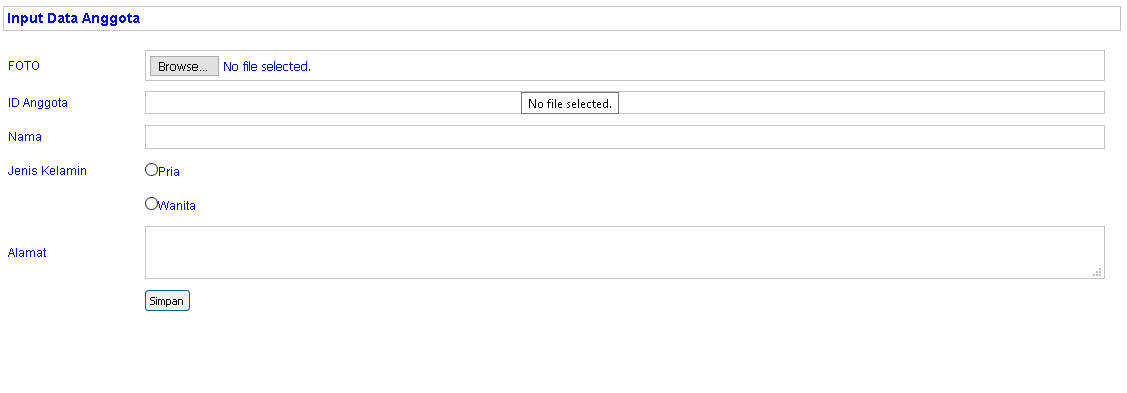 Input Data Anggota
FOTO Browse... No file selected.
ID Anggota No file selected.
Nama
Jenis Kelamin Pria
Wanita
Alamat
Simpan